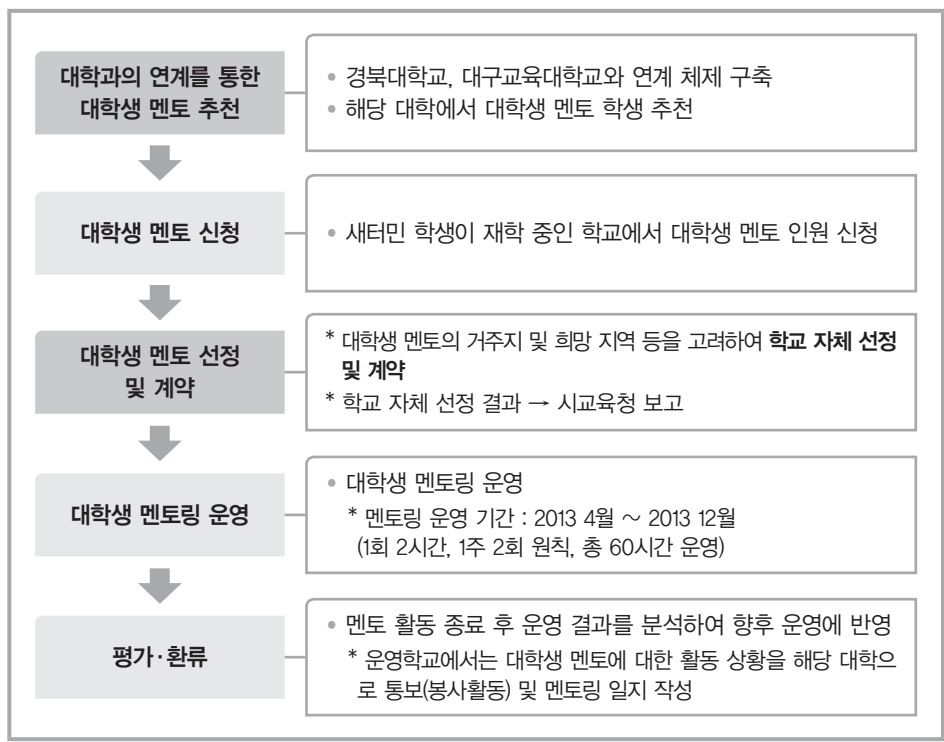 대학과의 연계를 통한
대학생 멘토 추천
• 경북대학교, 대구교육대학교와 연계 체제 구축
• 해당 대학에서 대학생 멘토 학생 추천
대학생 멘토 신청
• 새터민 학생이 재학 중인 학교에서 대학생 멘토 인원 신청
대학생 멘토 선정
및 계약
* 대학생 멘토의 거주지 및 희망 지역 등을 고려하여 학교 자체 선정
및 계약
* 학교 자체 선정 결과 → 시교육청 보고
대학생 멘토링 운영
• 대학생 멘토링 운영
* 멘토링 운영 기간 : 2013 4월 ~ 2013 12월
(1회 2시간, 1주 2회 원칙, 총 60시간 운영)
평가·환류
• 멘토 활동 종료 후 운영 결과를 분석하여 향후 운영에 반영
* 운영학교에서는 대학생 멘토에 대한 활동 상황을 해당 대학으
로 통보(봉사활동) 및 멘토링 일지 작성